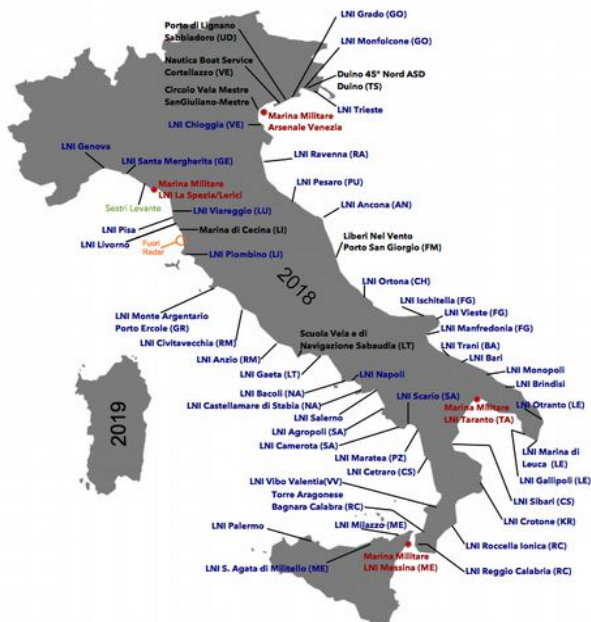 Porto di Lignano
Sabbiadoro (UD)
LNI Grado (GO)
LNI Monfolcone (GO)
Nautica Boat Service
Cortellazzo (VE)
Duino 45° Nord ASD
Duino (TS)
Circolo Vela Mestre
SanGiuliano-Mestre
LNI Trieste
Marina Militare
Arsenale Venezia
LNI Chioggia (VE)
LNI Genova
LNI Santa Mergherita (GE)
LNI Ravenna (RA)
Marina Militare
LNI La Spezia/Lerici
LNI Pesaro (PU)
Sestri Levante
LNI Viareggio (LU)
LNI Ancona (AN)
LNI Pisa
Marina di Cecina (LI)
LNI Livorno
Fuori
Radar
LNI Piombino (LI)
Liberi Nel Vento
Porto San Giorgio (FM)
2018
LNI Ortona (CH)
LNI Ischitella (FG)
LNI Vieste (FG)
LNI Manfredonia (FG)
LNI Monte Argentario
Porto Ercole (GR)
LNI Civitavecchia (RM)
Scuola Vela e di
Navigazione Sabaudia (LT)
LNI Trani (BA)
LNI Bari
LNI Anzio (RM)
LNI Gaeta (LT)
LNI Napoli
LNI Monopoli
LNI Brindisi
LNI Bacoli (NA)
LNI Castellamare di Stabia (NA)
LNI Scario (SA)
LNI Otranto (LE)
Marina Militare
LNI Taranto (TA)
LNI Salerno
LNI Agropoli (SA)
LNI Camerota (SA)
2019
LNI Maratea (PZ)
LNI Cetraro (CS)
LNI Marina di
Leuca (LE)
LNI Gallipoli (LE)
LNI Vibo Valentia(VV)
Torre Aragonese
Bagnara Calabra (RC)
LNI Sibari (CS)
LNI Crotone (KR)
LNI Palermo
LNI Milazzo (ME)
LNI Roccella Ionica (RC)
Marina Militare
LNI Messina (ME)
LNI S. Agata di Militello (ME)
LNI Reggio Calabria (RC)